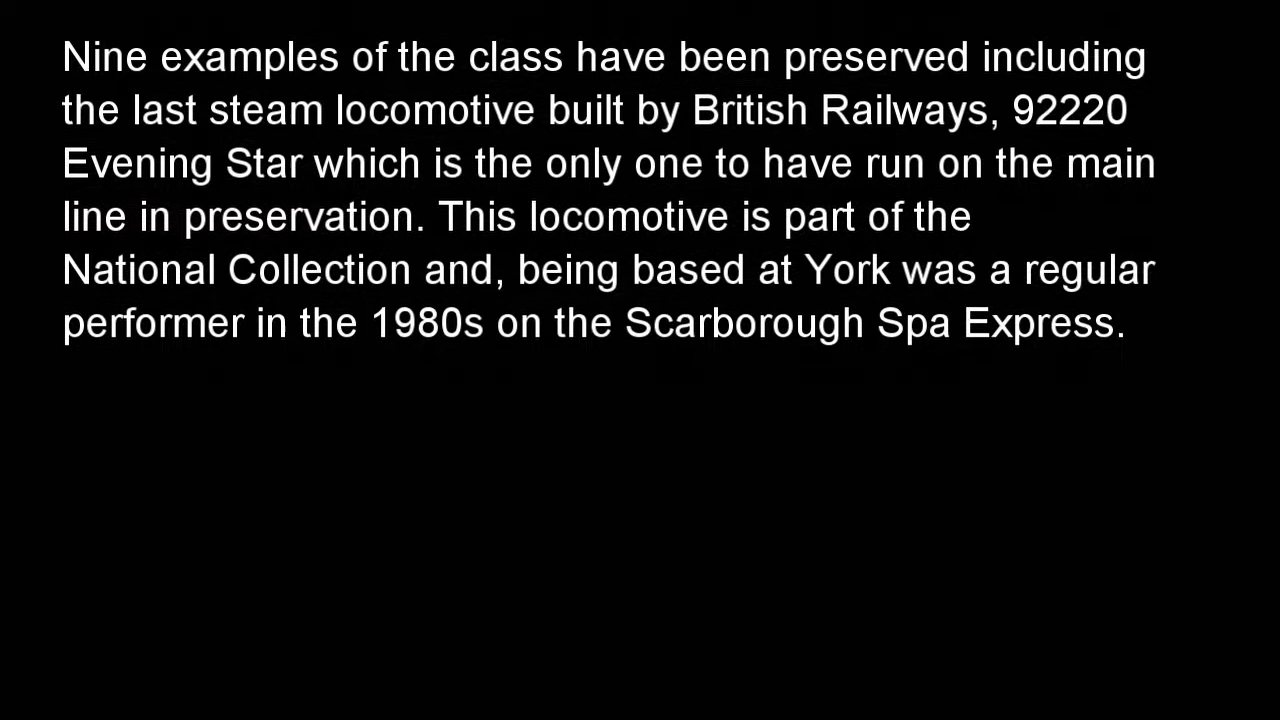 Nine examples of the class have been preserved including
the last steam locomotive built by British Railways, 92220
Evening Star which is the only one to have run on the main
line in preservation. This locomotive is part of the
National Collection and, being based at York was a regular
performer in the 1980s on the Scarborough Spa Express.